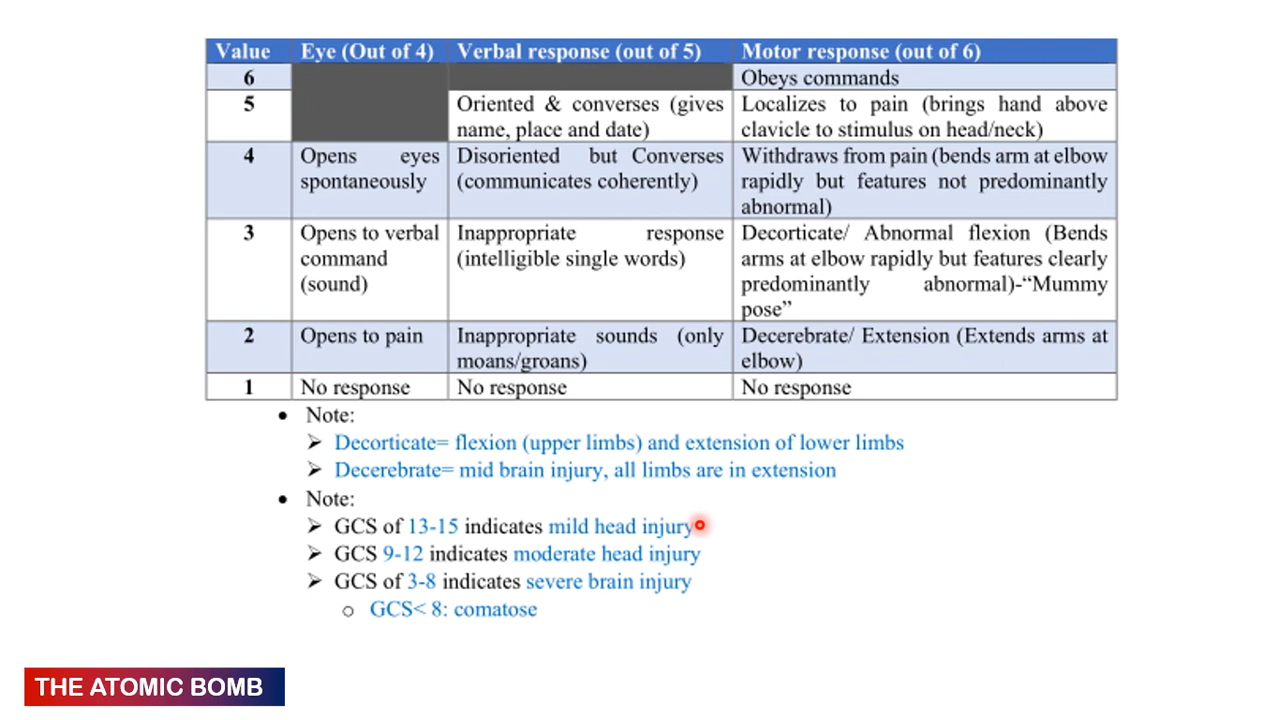 Value Eye (Out of 4) Verbal response (out of 5) Motor response (out of 6)
6 Obeys commands
5 Oriented & converses (gives Localizes to pain (brings hand above
name, place and date) clavicle to stimulus on head/neck)
4 Opens eyes Disoriented but Converses Withdraws from pain (bends arm at elbow
spontaneously (communicates coherently) rapidly but features not predominantly
abnormal)
3 Opens to verbal Inappropriate response Decorticate/ Abnormal flexion (Bends
command (intelligible single words) arms at elbow rapidly but features clearly
(sound) predominantly abnormal)-“Mummy
pose”
2 Opens to pain Inappropriate sounds (only Decerebrate/ Extension (Extends arms at
moans/groans) elbow)
1 No response No response No response
• Note:
➢ Decorticate= flexion (upper limbs) and extension of lower limbs
➢ Decerebrate= mid brain injury, all limbs are in extension
• Note:
➢ GCS of 13-15 indicates mild head injury
➢ GCS 9-12 indicates moderate head injury
➢ GCS of 3-8 indicates severe brain injury
o GCS< 8: comatose
THE ATOMIC BOMB